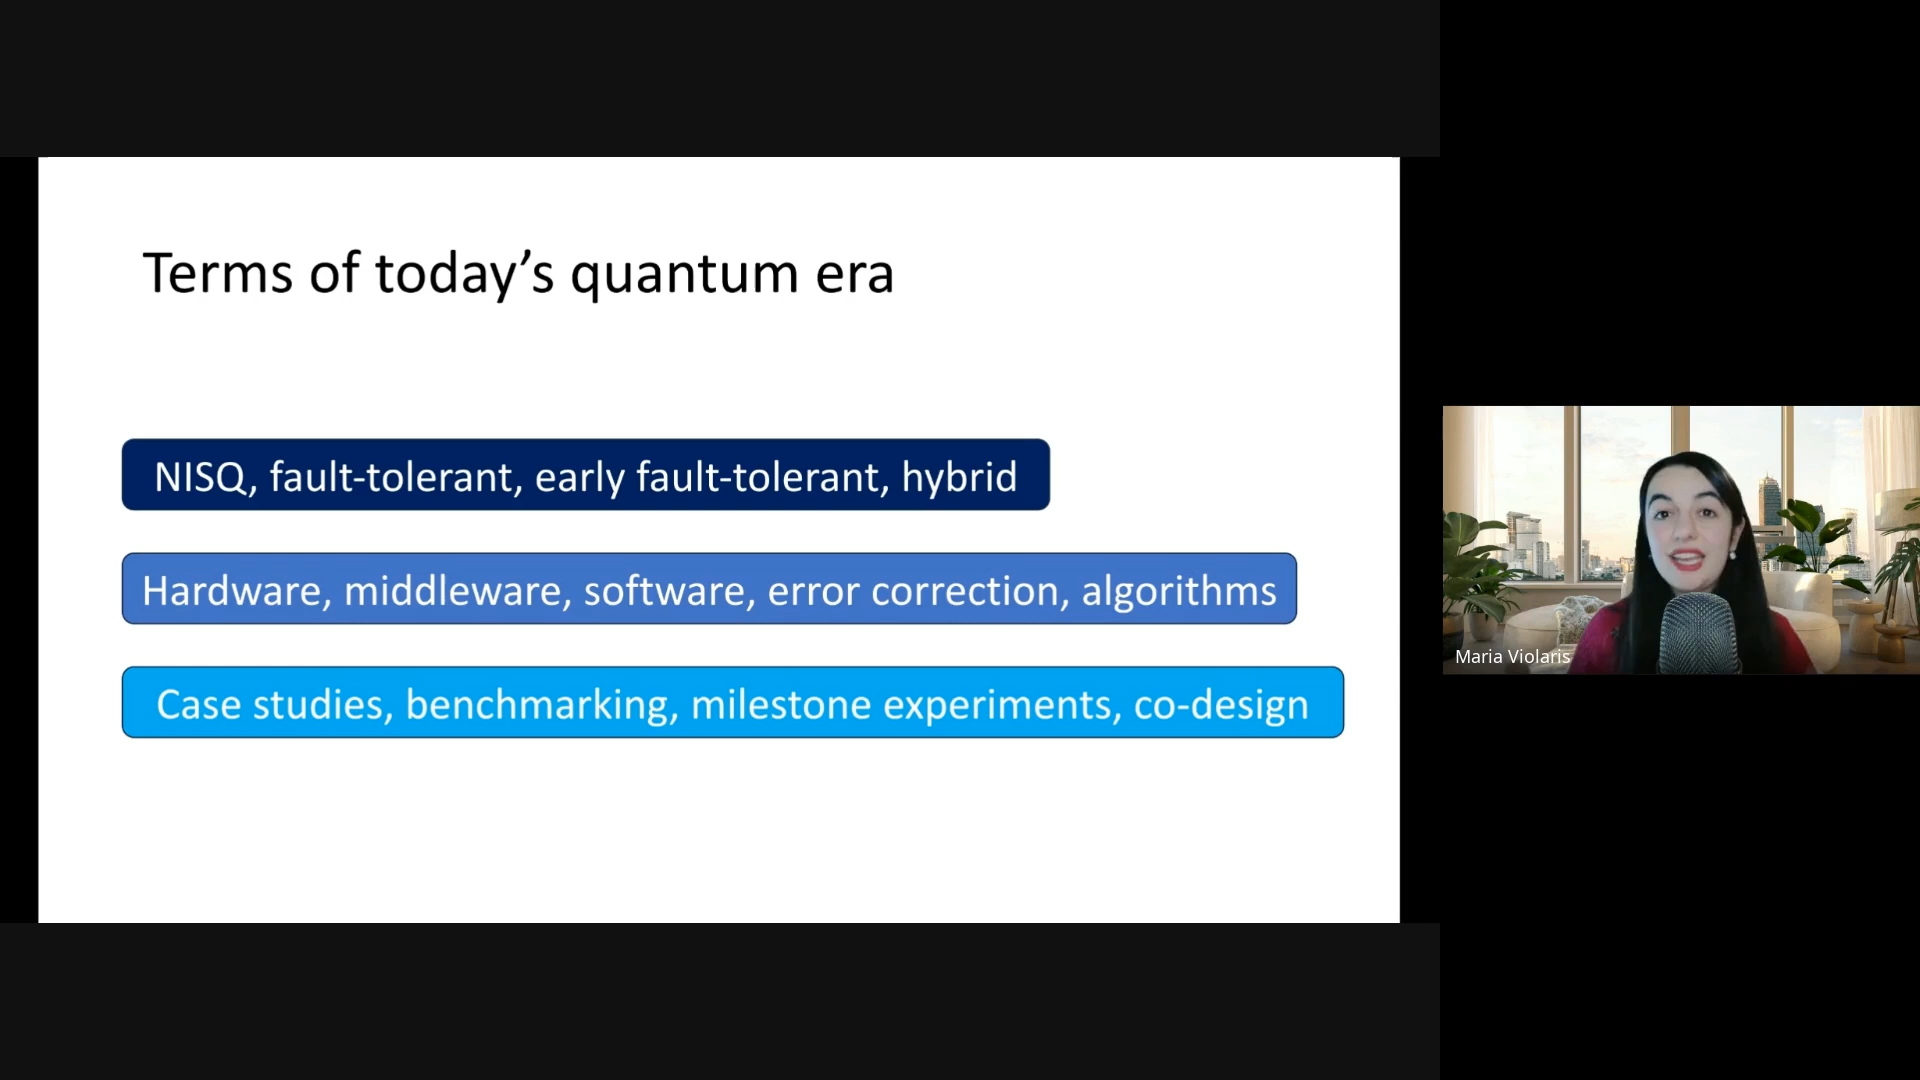 Terms of today’s quantum era
NISQ, fault-tolerant, early fault-tolerant, hybrid
Hardware, middleware, software, error correction, algorithms
Case studies, benchmarking, milestone experiments, co-design
Maria Violaris